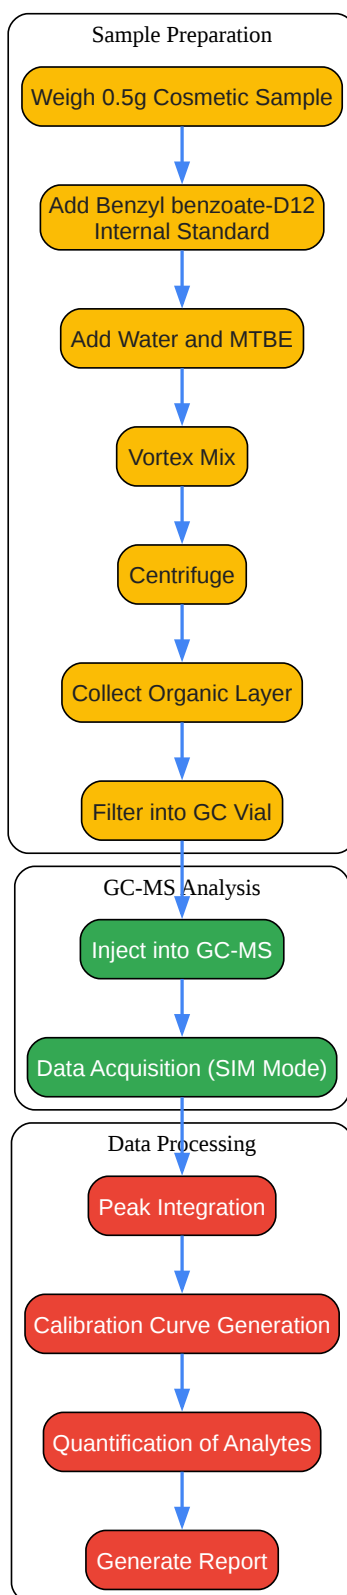 Sample Preparation
Weigh 0.5g Cosmetic Sample
Add Benzyl benzoate-D12
Internal Standard
Add Water and MTBE
Vortex Mix
Centrifuge
Collect Organic Layer
Filter into GC Vial
GC-MS Analysis
Inject into GC-MS
Data Acquisition (SIM Mode)
Data Processing
Peak Integration
Calibration Curve Generation
Quantification of Analytes
Generate Report